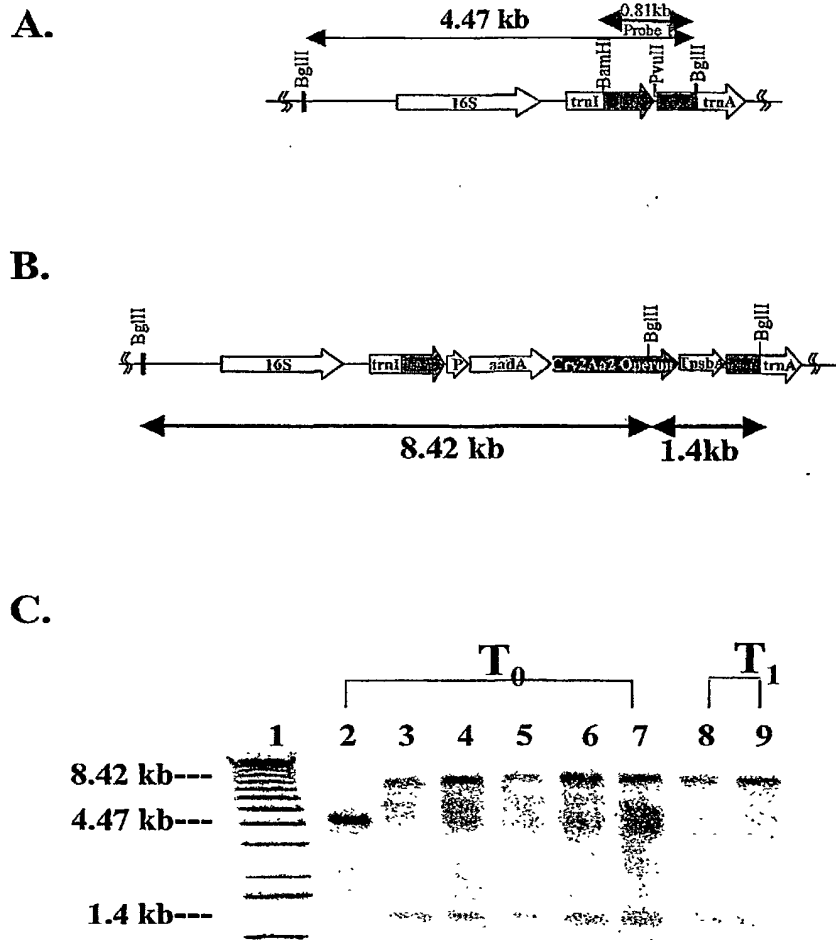 A.
4.47 kb
0.81kb
Probe
BglII
BamHI
PvuII
BglII
16S
trnI
trnA
B.
BglII
BglII
BglII
16S
trnI
P
aadA
Cry2Aa2 Operon
TpsbA
trnA
8.42 kb
1.4kb
C.
T0
T1
1 2 3 4 5 6 7 8 9
8.42 kb---
4.47 kb---
1.4 kb---